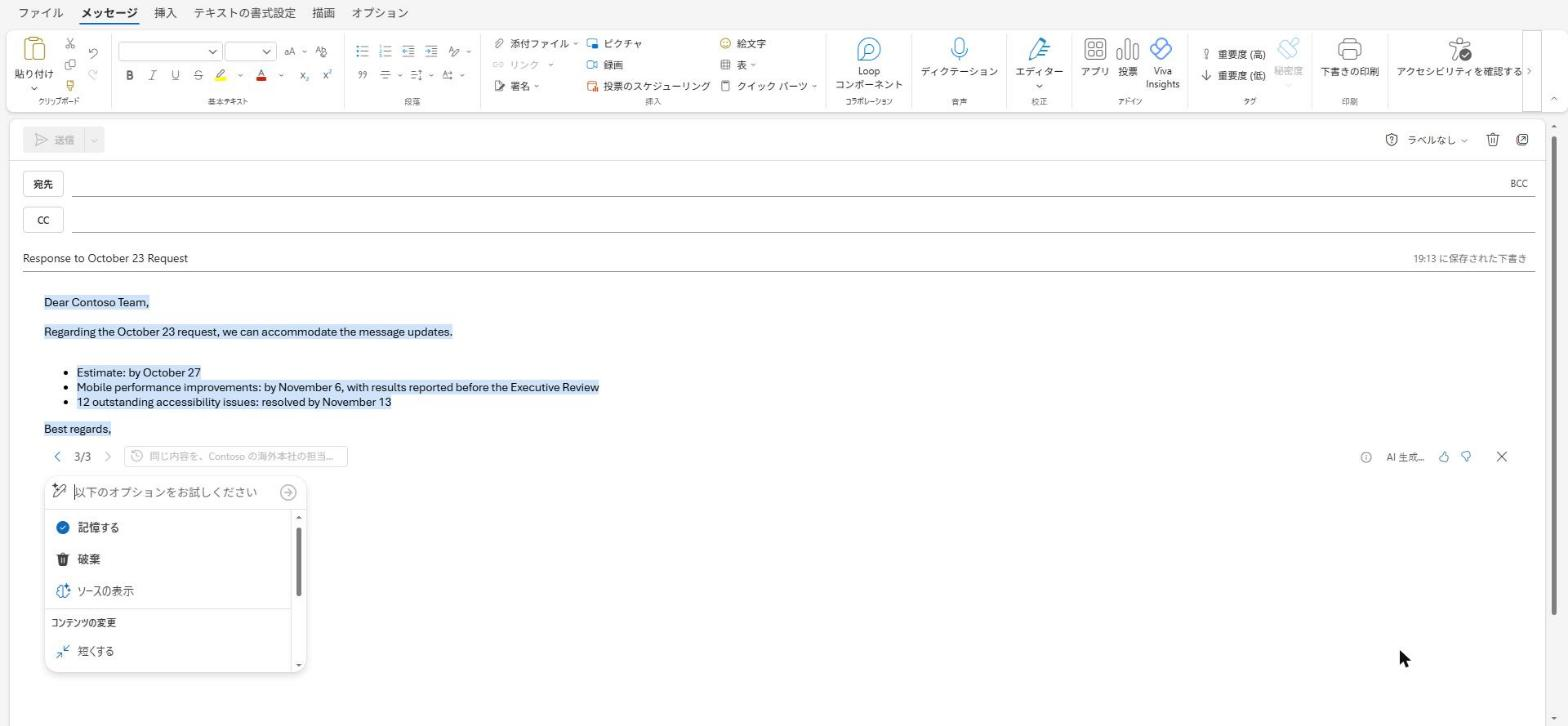 ファイル メッセージ 挿入 テキストの書式設定 描画 オプション
貼り付け
クリップボード
aA
B I U S A x₂ x²
基本テキスト
段落
添付ファイル ピクチャ 絵文字
リンク 録画 表
署名 投票のスケジューリング クイック パーツ
挿入
Loop
コンポーネント
コラボレーション
ディクテーション
音声
エディター
校正
アプリ 投票 Viva
Insights
アドイン
重要度 (高)
重要度 (低)
秘密度
タグ
下書きの印刷
印刷
アクセシビリティを確認する
送信
ラベルなし
宛先
BCC
CC
Response to October 23 Request
19:13 に保存された下書き
Dear Contoso Team,
Regarding the October 23 request, we can accommodate the message updates.
• Estimate: by October 27
• Mobile performance improvements: by November 6, with results reported before the Executive Review
• 12 outstanding accessibility issues: resolved by November 13
Best regards,
3/3 同じ内容を、Contoso の海外本社の担当...
AI 生成...
以下のオプションをお試しください
記憶する
破棄
ソースの表示
コンテンツの変更
短くする